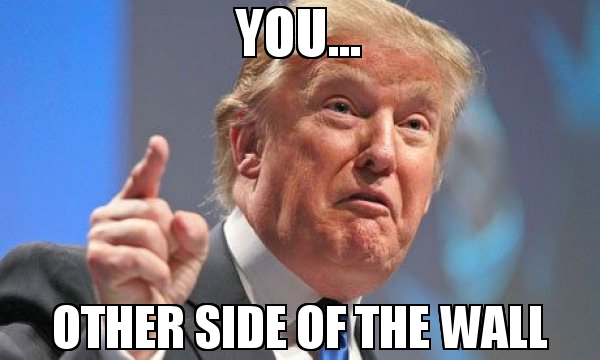 YOU...
OTHER SIDE OF THE WALL